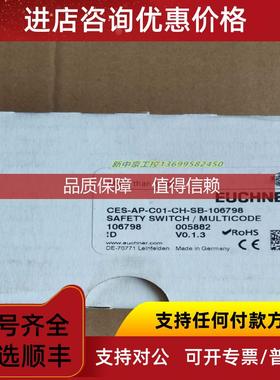 进店咨询优惠价格
新中豪工控13699582450
EUCHNER
CES-AP-C01-CH-SB-106798
SAFETY SWITCH / MULTICODE
106798 005882
ID V0.1.3 RoHS
www.euchner.com
DE-70771 Leinfelden Made in Germany
品质保障 值得信赖
号齐全
选顺丰
支持任何付款方
支持对公 可开专票/普票